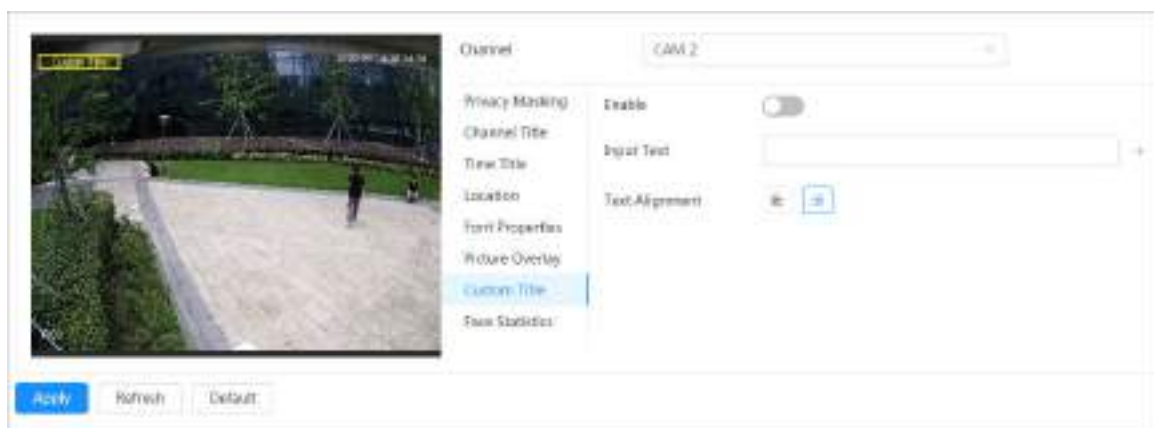 Channel
CAM 2
Privacy Masking
Channel Title
Time Title
Location
Font Properties
Picture Overlay
Custom Title
Face Statistics
Enable
Input Text
Text Alignment
Custom Title
Apply
Refresh
Default